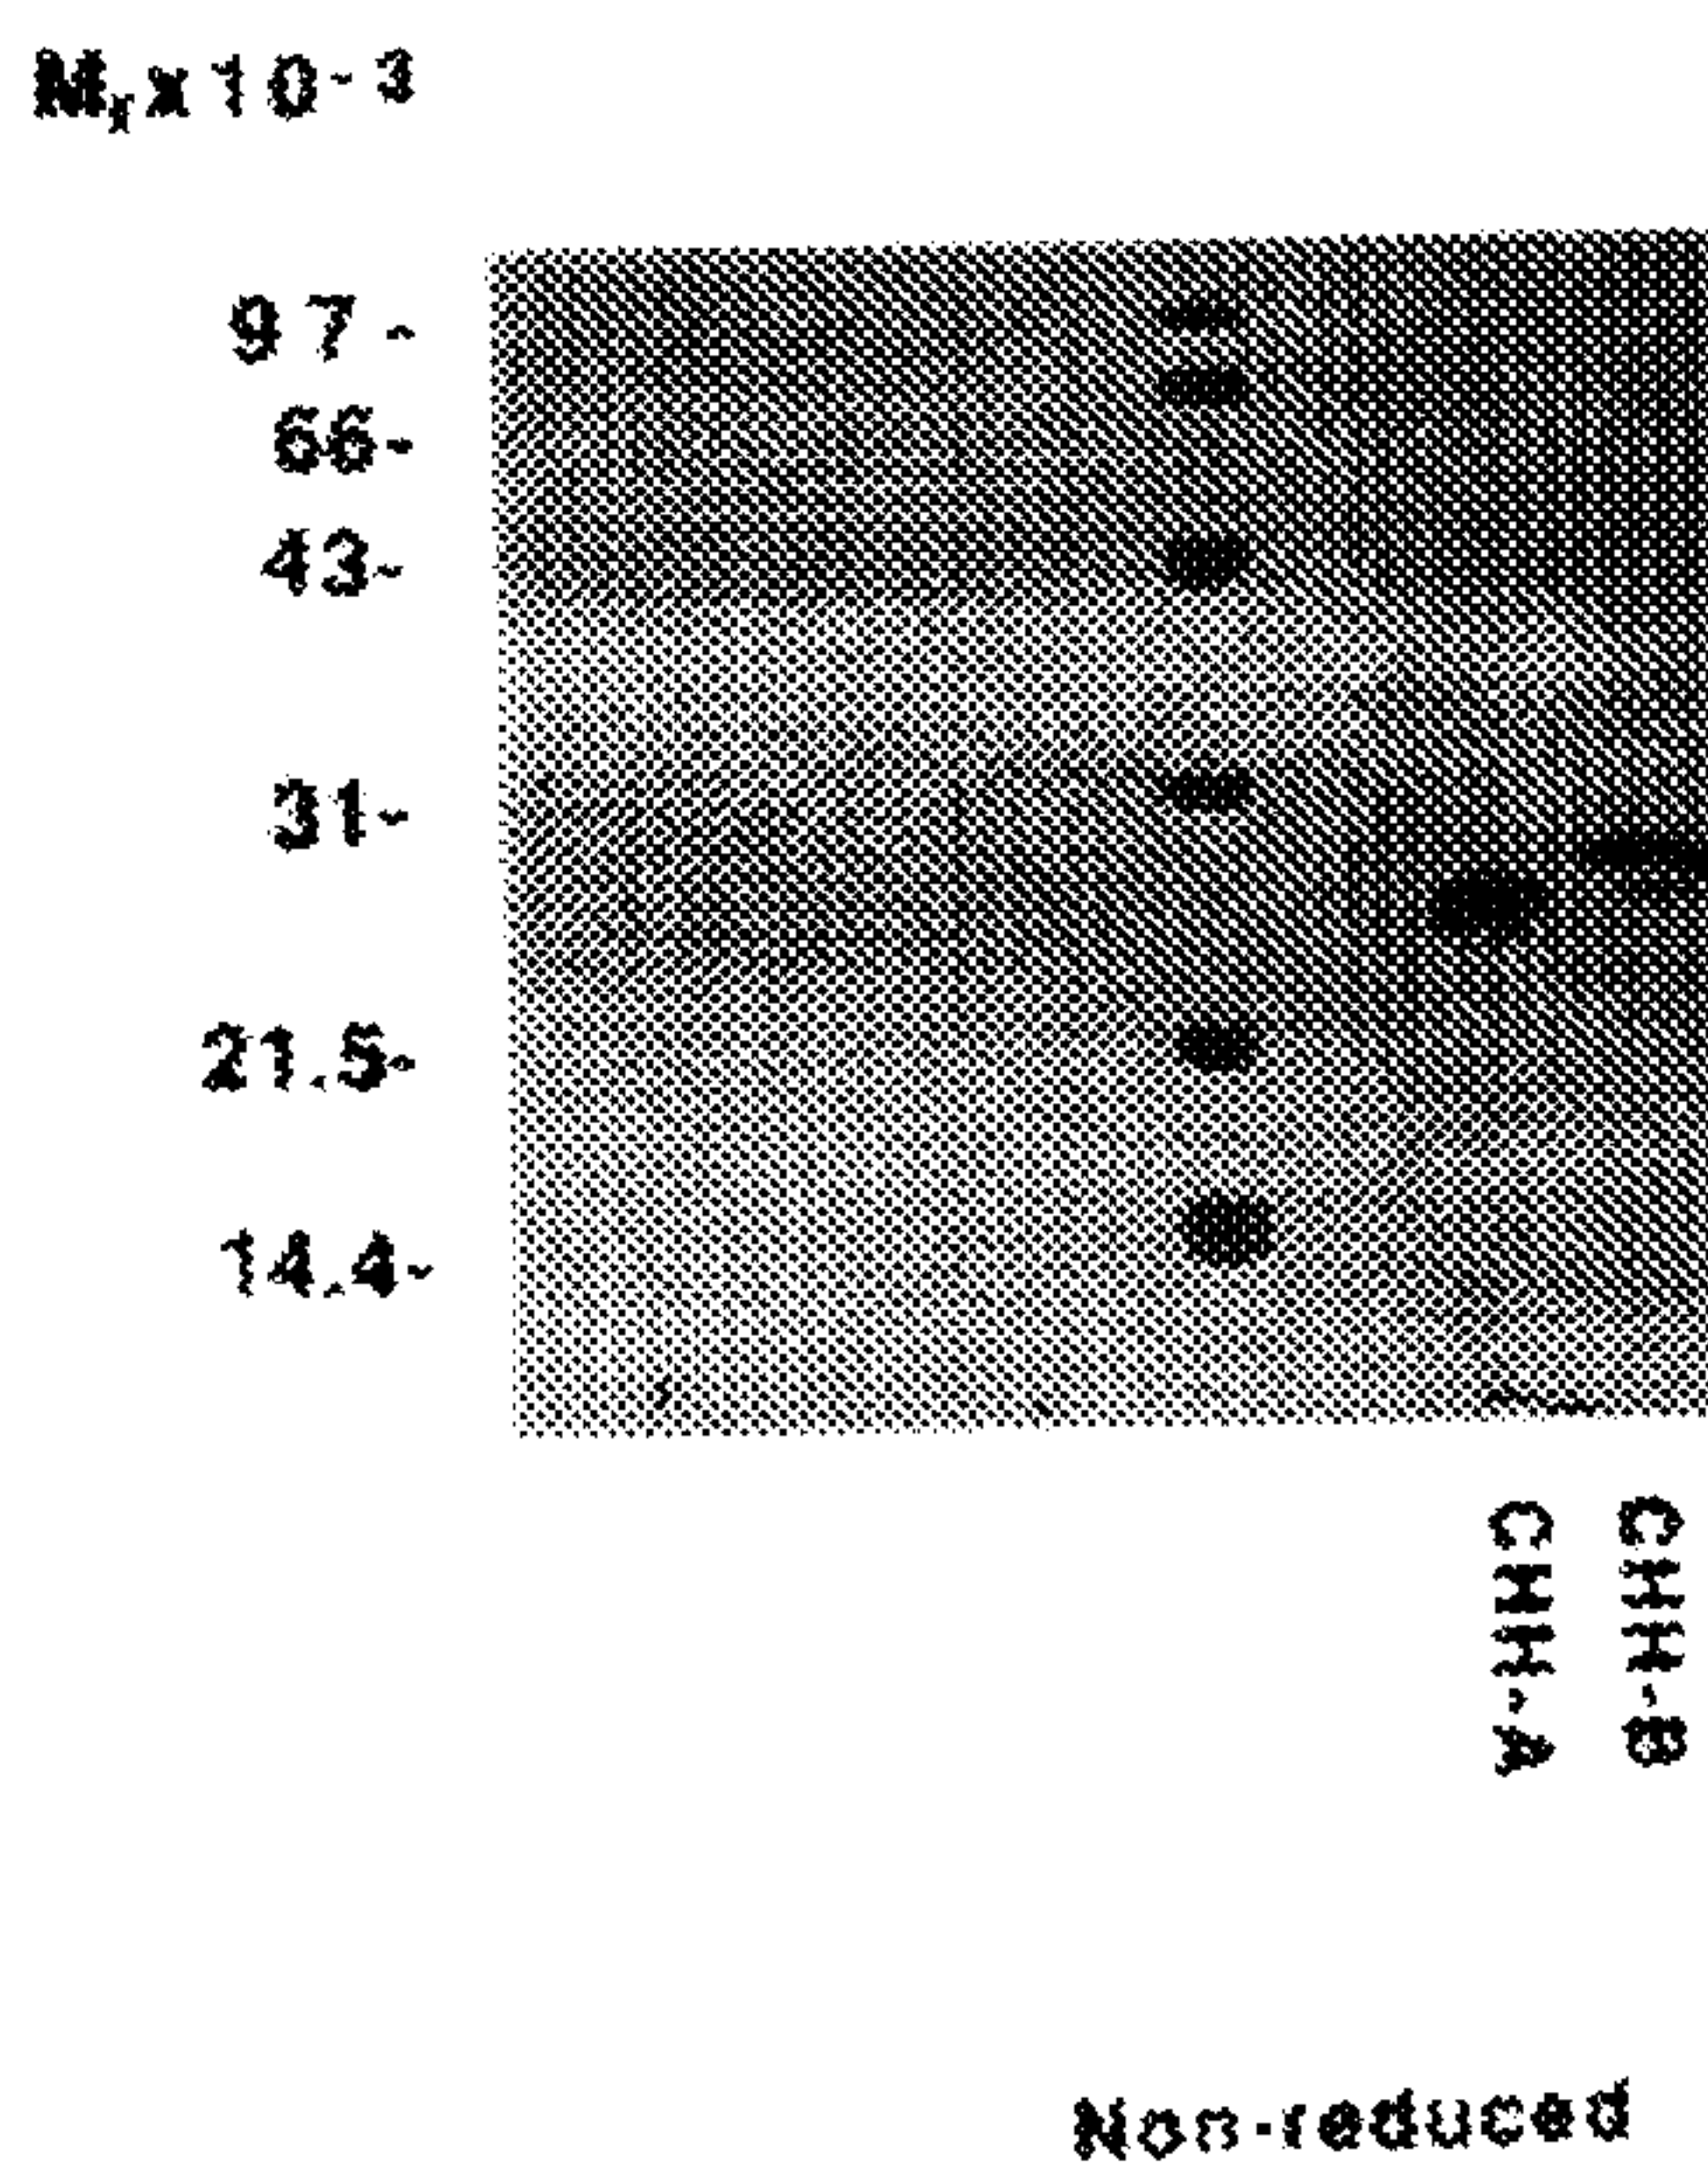 Mr x 10-3
97-
66-
43-
31-
21.5-
14.4-
CHH-A
CHH-B
Non-reduced